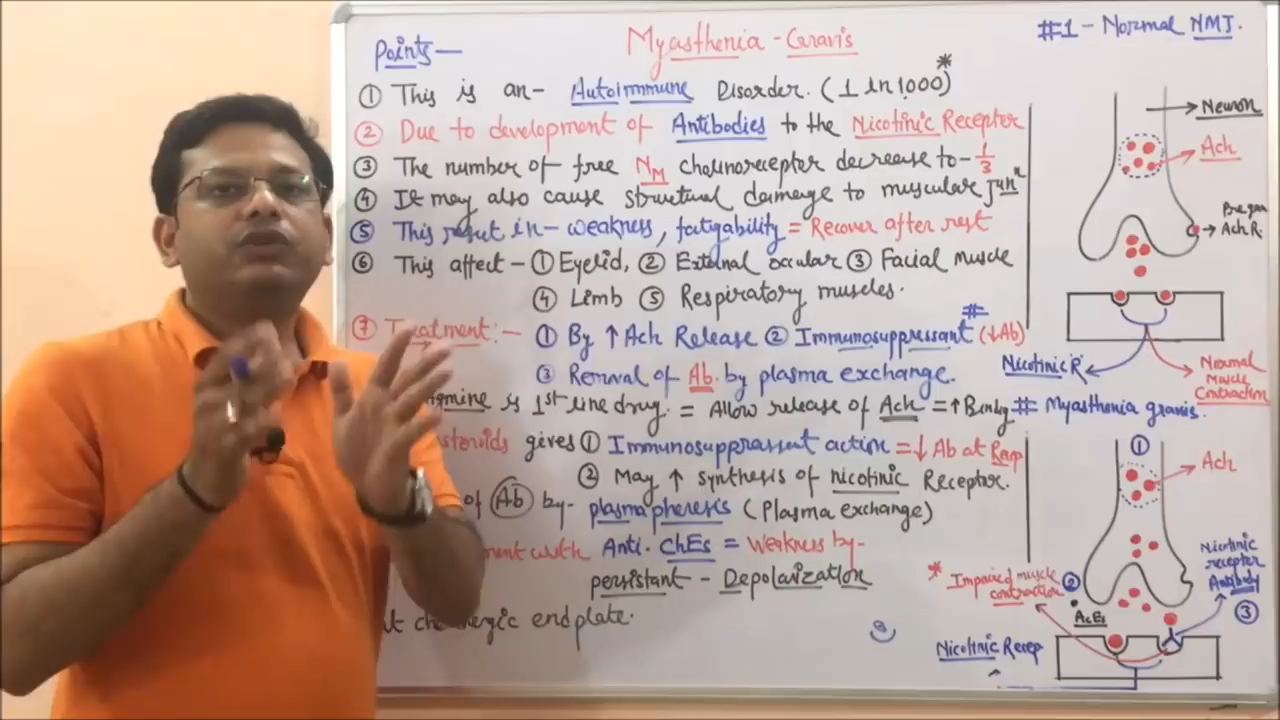 Points—
Myasthenia - Garavis
① This is an- Autoimmune Disorder. (1 in 1000)*
② Due to development of Antibodies to the Nicotinic Receptor
③ The number of free NM cholinoreceptor decrease to - 1/3
④ It may also cause structural damage to muscular junⁿ
⑤ This result in- weakness, fatigability = Recover after rest
⑥ This affect - ① Eyelid, ② External occular ③ Facial muscle
④ Limb ⑤ Respiratory muscles.
⑦ Treatment:- ① By ↑ Ach Release ② Immunosuppressant # (↓Ab)
③ Removal of Ab. by plasma exchange.
is 1st line drug. = Allow release of Ach =↑
gives ① Immunosuppressent action = ↓ Ab at Recep
② May ↑ synthesis of nicotinic Receptor.
of Ab by- plasmapheresis (Plasma exchange)
with Anti- ChEs = Weakness by-
persistant - Depolarization
endplate.
#1 - Normal NMJ.
Neuron
Ach
Ach R.
Nicotinic R
Normal Muscle Contraction
# Myasthenia gravis.
①
Ach
Nicotinic
receptor
Antibody
③
* Impaired muscle
contraction
②
AcEs
Nicotinic Recep